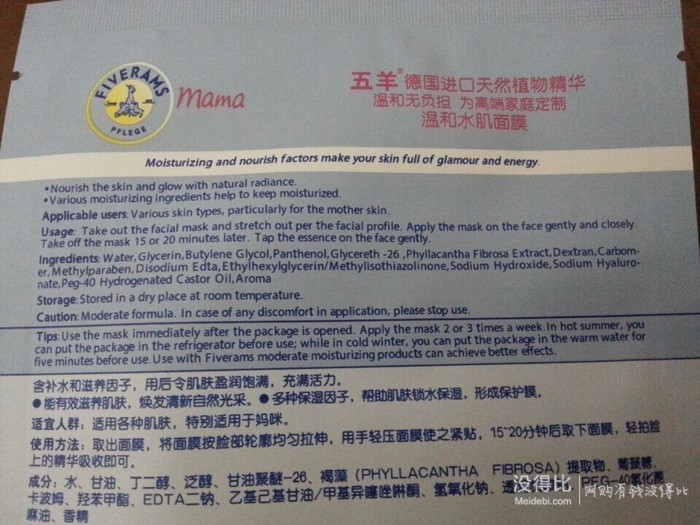 FIVERAMS
PFLEGE
mama
五羊®德国进口天然植物精华
温和无负担 为高端家庭定制
温和水肌面膜
Moisturizing and nourish factors make your skin full of glamour and energy.
•Nourish the skin and glow with natural radiance.
•Various moisturizing ingredients help to keep moisturized.
Applicable users: Various skin types, particularly for the mother skin.
Usage: Take out the facial mask and stretch out per the facial profile. Apply the mask on the face gently and closely.
Take off the mask 15 or 20 minutes later. Tap the essence on the face gently.
Ingredients: Water,Glycerin,Butylene Glycol,Panthenol,Glycereth -26 ,Phyllacantha Fibrosa Extract,Dextran,Carbom-
er,Methylparaben,Disodium Edta,Ethylhexylglycerin/Methylisothiazolinone,Sodium Hydroxide,Sodium Hyaluro-
nate,Peg-40 Hydrogenated Castor Oil,Aroma
Storage: Stored in a dry place at room temperature.
Caution: Moderate formula. In case of any discomfort in application, please stop use.
Tips: Use the mask immediately after the package is opened. Apply the mask 2 or 3 times a week.In hot summer, you
can put the package in the refrigerator before use; while in cold winter, you can put the package in the warm water for
five minutes before use. Use with Fiverams moderate moisturizing products can achieve better effects.
含补水和滋养因子，用后令肌肤盈润饱满，充满活力。
●能有效滋养肌肤，焕发清新自然光采。●多种保湿因子，帮助肌肤锁水保湿，形成保护膜。
适宜人群：适用各种肌肤，特别适用于妈咪。
使用方法：取出面膜，将面膜按脸部轮廓均匀拉伸，用手轻压面膜使之紧贴，15-20分钟后取下面膜，轻拍脸
上的精华吸收即可。
成分：水、甘油、丁二醇、泛醇、甘油聚醚-26、褐藻（PHYLLACANTHA FIBROSA）提取物、葡聚糖、
卡波姆、羟苯甲酯、EDTA二钠、乙基己基甘油/甲基异噻唑啉酮、氢氧化钠、透 PEG-40氢化蓖
麻油、香精
没得比
Meidebi.com
网购有钱没得比